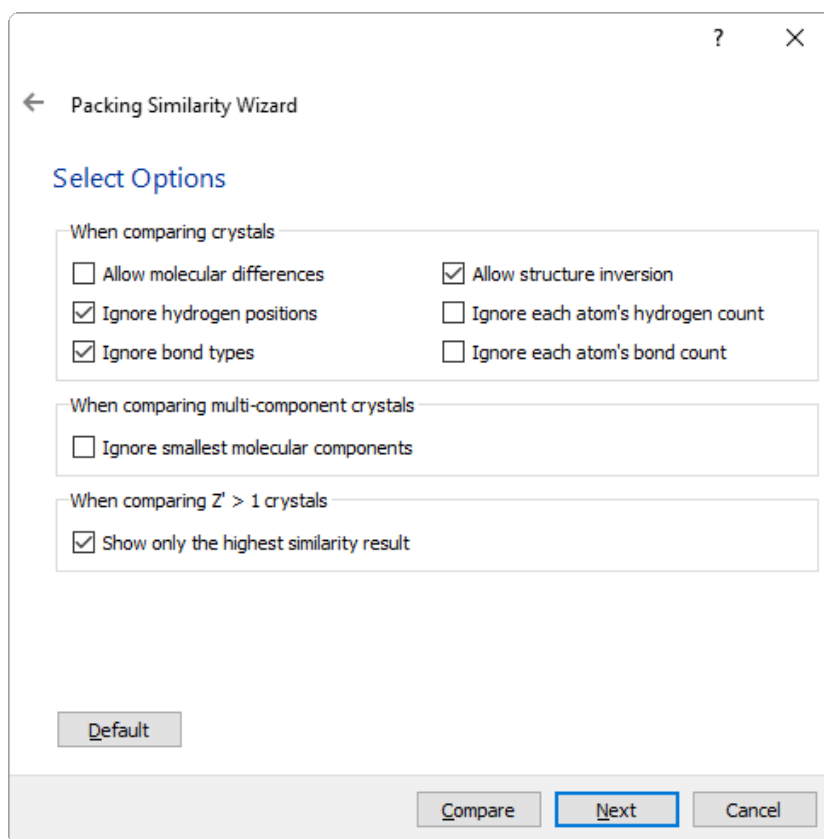 ?
Packing Similarity Wizard
Select Options
When comparing crystals
Allow molecular differences
Allow structure inversion
Ignore hydrogen positions
Ignore each atom's hydrogen count
Ignore bond types
Ignore each atom's bond count
When comparing multi-component crystals
Ignore smallest molecular components
When comparing Z' > 1 crystals
Show only the highest similarity result
Default
Compare
Next
Cancel